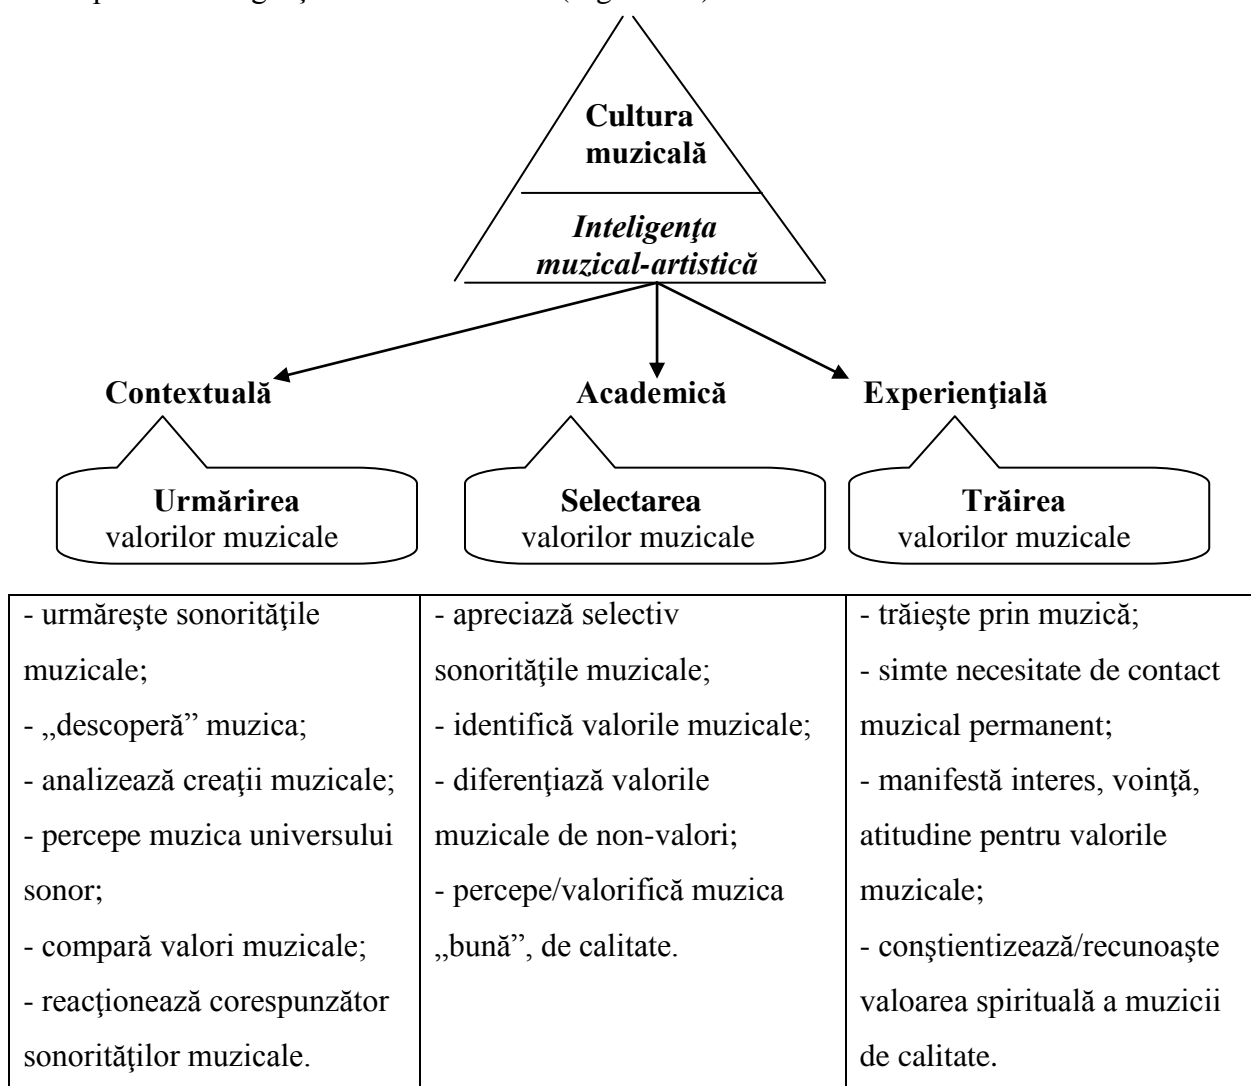 Cultura
muzicală
Inteligenţa
muzical-artistică
Contextuală
Academică
Experienţială
Urmărirea
valorilor muzicale
Selectarea
valorilor muzicale
Trăirea
valorilor muzicale
- urmăreşte sonorităţile
muzicale;
- „descoperă” muzica;
- analizează creaţii muzicale;
- percepe muzica universului
sonor;
- compară valori muzicale;
- reacţionează corespunzător
sonorităţilor muzicale.
- apreciază selectiv
sonorităţile muzicale;
- identifică valorile muzicale;
- diferenţiază valorile
muzicale de non-valori;
- percepe/valorifică muzica
„bună”, de calitate.
- trăieşte prin muzică;
- simte necesitate de contact
muzical permanent;
- manifestă interes, voinţă,
atitudine pentru valorile
muzicale;
- conştientizează/recunoaşte
valoarea spirituală a muzicii
de calitate.